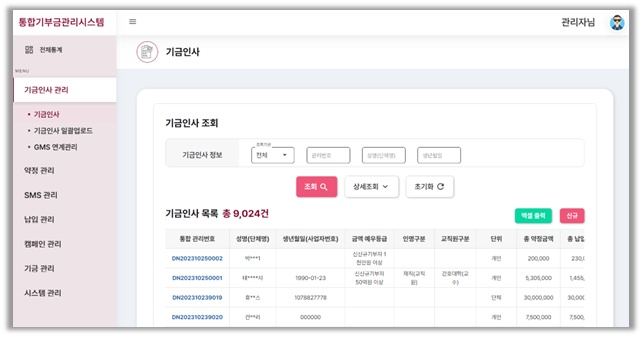 통합기부금관리시스템
관리자님
전체통계
MENU
기금인사 관리
기금인사
기금인사 일괄업로드
GMS 연계관리
약정 관리
SMS 관리
납입 관리
캠페인 관리
기금 관리
시스템 관리
기금인사
기금인사 조회
기금인사 정보
전체
관리번호
성명(단체명)
생년월일
조회
상세조회
초기화
기금인사 목록 총 9,024건
엑셀 출력
신규
통합 관리번호 성명(단체명) 생년월일(사업자번호) 금액 예우등급 인명구분 교직원구분 단위 총 약정금액 총 납입
DN202310250002 박***1 신산규기부자 1천만원 이상 개인 200,000 230,0
DN202310250001 테****사 1990-01-23 신산규기부자 50억원 이상 재직(교직원) 간호대학(교수) 개인 5,305,000 1,455,
DN202310239019 휴**스 1078827778 단체 30,000,000 30,000
DN202310239020 건**리 000000 개인 7,500,000 7,500,